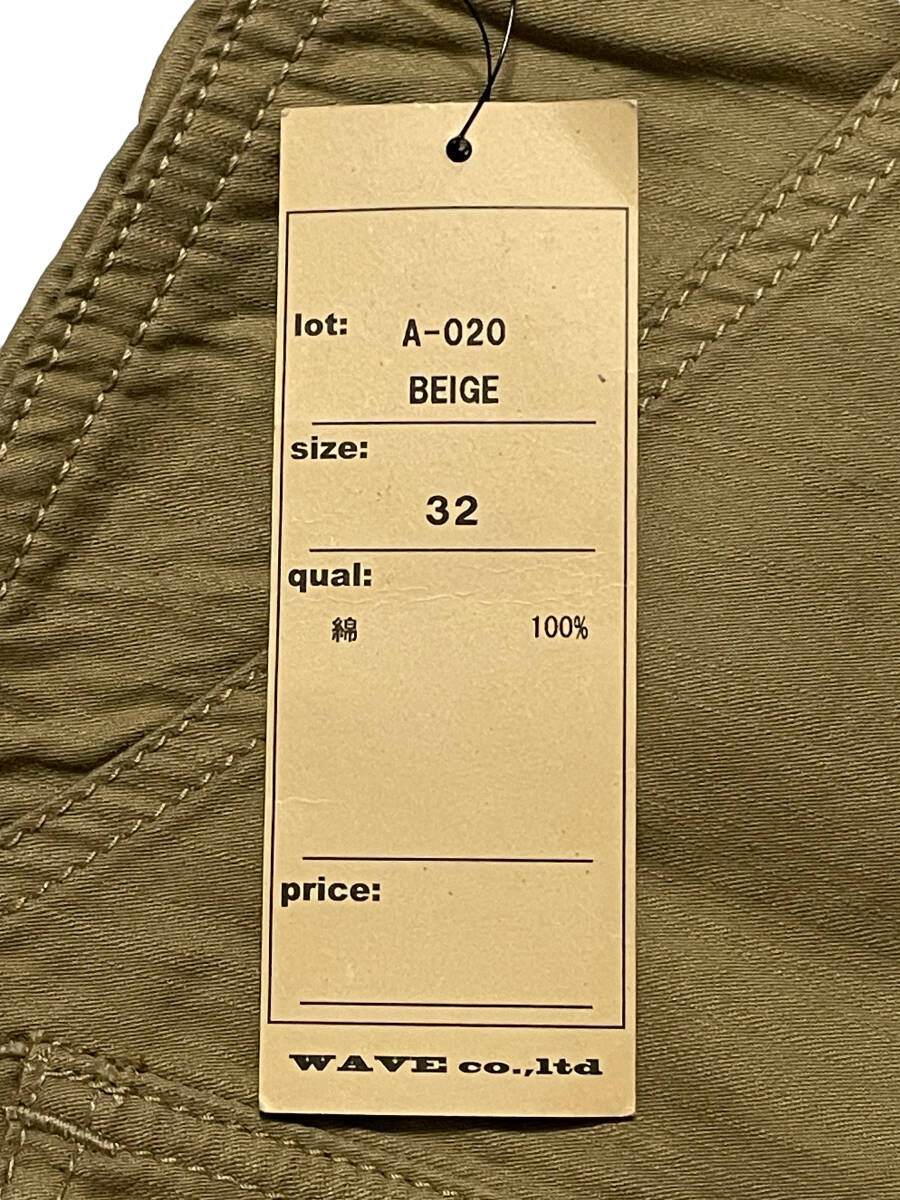 lot: A-020
BEIGE
size:
32
qual:
綿 100%
price:
WAVE co.,ltd